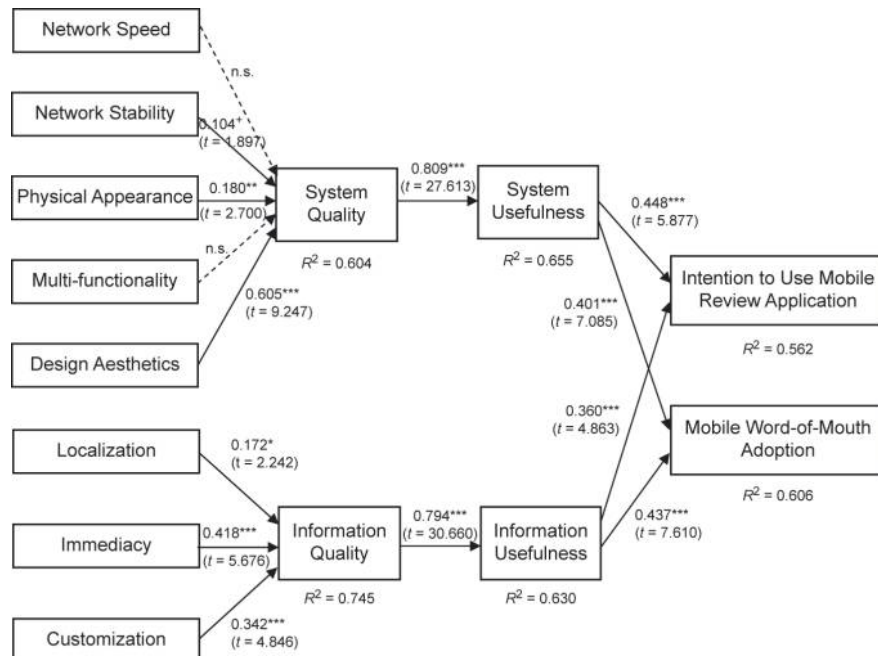 Network Speed
n.s.
Network Stability
0.104+
(t = 1.897)
Physical Appearance
0.180**
(t = 2.700)
System
Quality
R² = 0.604
0.809***
(t = 27.613)
System
Usefulness
R² = 0.655
n.s.
Multi-functionality
0.605***
(t = 9.247)
Design Aesthetics
0.448***
(t = 5.877)
0.401***
(t = 7.085)
Intention to Use Mobile
Review Application
R² = 0.562
0.360***
(t = 4.863)
Mobile Word-of-Mouth
Adoption
R² = 0.606
0.437***
(t = 7.610)
Localization
0.172*
(t = 2.242)
Immediacy
0.418***
(t = 5.676)
Information
Quality
R² = 0.745
0.794***
(t = 30.660)
Information
Usefulness
R² = 0.630
0.342***
(t = 4.846)
Customization